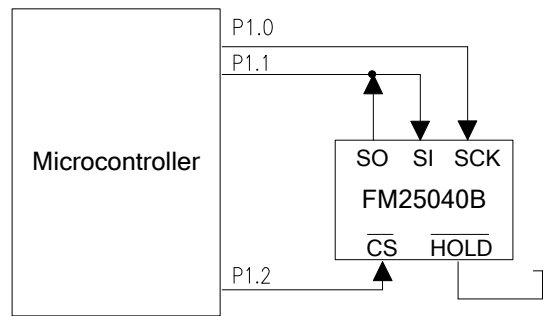 P1.0
P1.1
Microcontroller
SO SI SCK
FM25040B
CS HOLD
P1.2